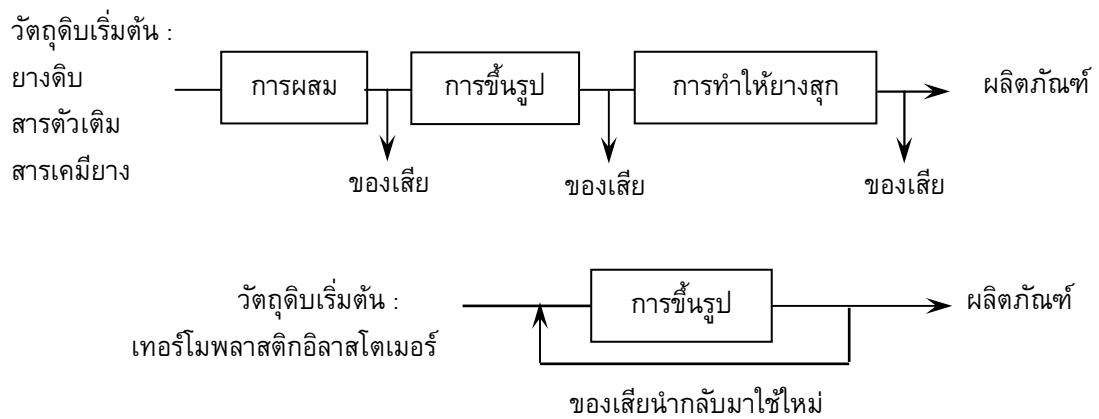 วัตถุดิบเริ่มต้น :
ยางดิบ
สารตัวเติม
สารเคมียาง
การผสม
การขึ้นรูป
การทำให้ยางสุก
ผลิตภัณฑ์
ของเสีย
ของเสีย
ของเสีย
วัตถุดิบเริ่มต้น :
เทอร์โมพลาสติกอิลาสโตเมอร์
การขึ้นรูป
ผลิตภัณฑ์
ของเสียนำกลับมาใช้ใหม่